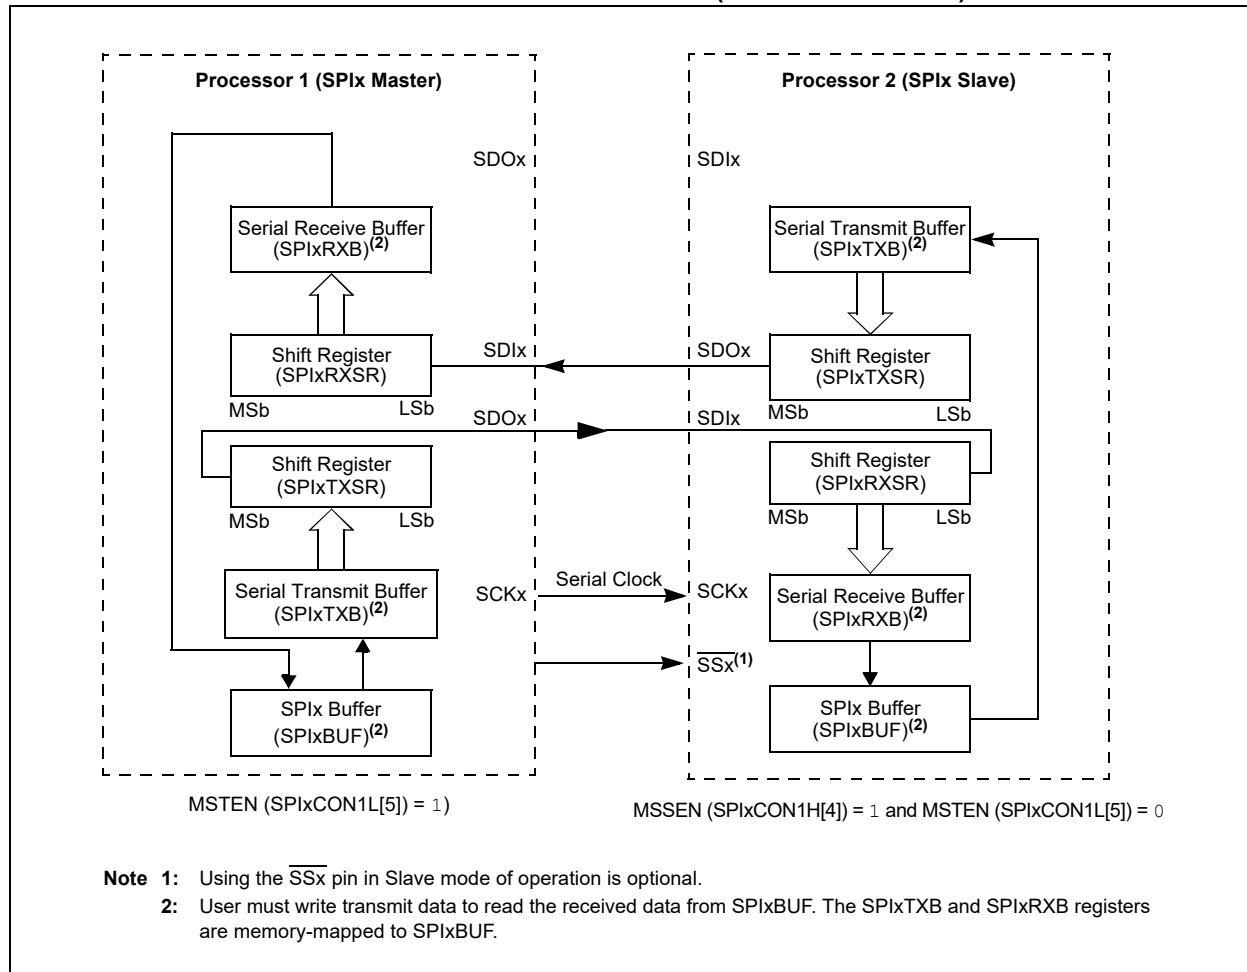 Processor 1 (SPIx Master)
Processor 2 (SPIx Slave)
SDOx
SDIx
Serial Receive Buffer
(SPIxRXB)(2)
Serial Transmit Buffer
(SPIxTXB)(2)
Shift Register
(SPIxRXSR)
SDIx
SDOx
Shift Register
(SPIxTXSR)
MSb
LSb
MSb
LSb
SDOx
SDIx
Shift Register
(SPIxTXSR)
Shift Register
(SPIxRXSR)
MSb
LSb
MSb
LSb
Serial Transmit Buffer
(SPIxTXB)(2)
SCKx
Serial Clock
SCKx
Serial Receive Buffer
(SPIxRXB)(2)
SSx(1)
SPIx Buffer
(SPIxBUF)(2)
SPIx Buffer
(SPIxBUF)(2)
MSTEN (SPIxCON1L[5]) = 1)
MSSEN (SPIxCON1H[4]) = 1 and MSTEN (SPIxCON1L[5]) = 0
Note 1: Using the SSx pin in Slave mode of operation is optional.
2: User must write transmit data to read the received data from SPIxBUF. The SPIxTXB and SPIxRXB registers
are memory-mapped to SPIxBUF.